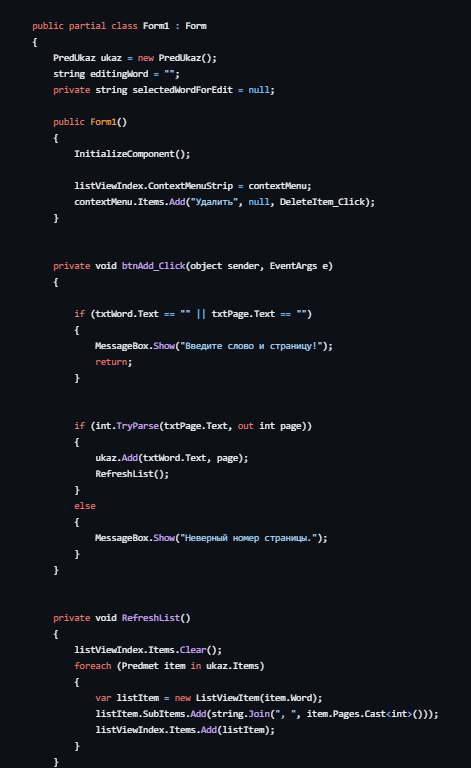 public partial class Form1 : Form
{
PredUkaz ukaz = new PredUkaz();
string editingWord = "";
private string selectedWordForEdit = null;
public Form1()
{
InitializeComponent();
listViewIndex.ContextMenuStrip = contextMenu;
contextMenu.Items.Add("Удалить", null, DeleteItem_Click);
}
private void btnAdd_Click(object sender, EventArgs e)
{
if (txtWord.Text == "" || txtPage.Text == "")
{
MessageBox.Show("Введите слово и страницу!");
return;
}
if (int.TryParse(txtPage.Text, out int page))
{
ukaz.Add(txtWord.Text, page);
RefreshList();
}
else
{
MessageBox.Show("Неверный номер страницы.");
}
}
private void RefreshList()
{
listViewIndex.Items.Clear();
foreach (Predmet item in ukaz.Items)
{
var listItem = new ListViewItem(item.Word);
listItem.SubItems.Add(string.Join(", ", item.Pages.Cast<int>()));
listViewIndex.Items.Add(listItem);
}
}